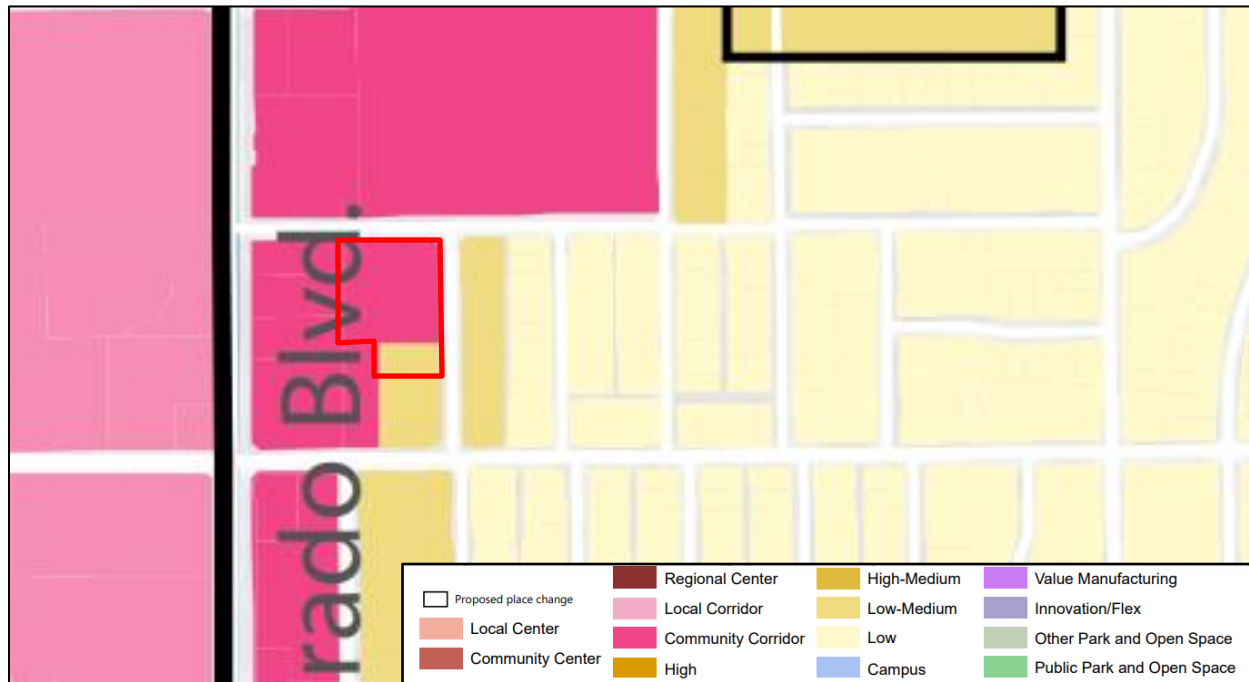 rado Blvd.
Proposed place change
Local Center
Community Center
Regional Center
Local Corridor
Community Corridor
High
High-Medium
Low-Medium
Low
Campus
Value Manufacturing
Innovation/Flex
Other Park and Open Space
Public Park and Open Space